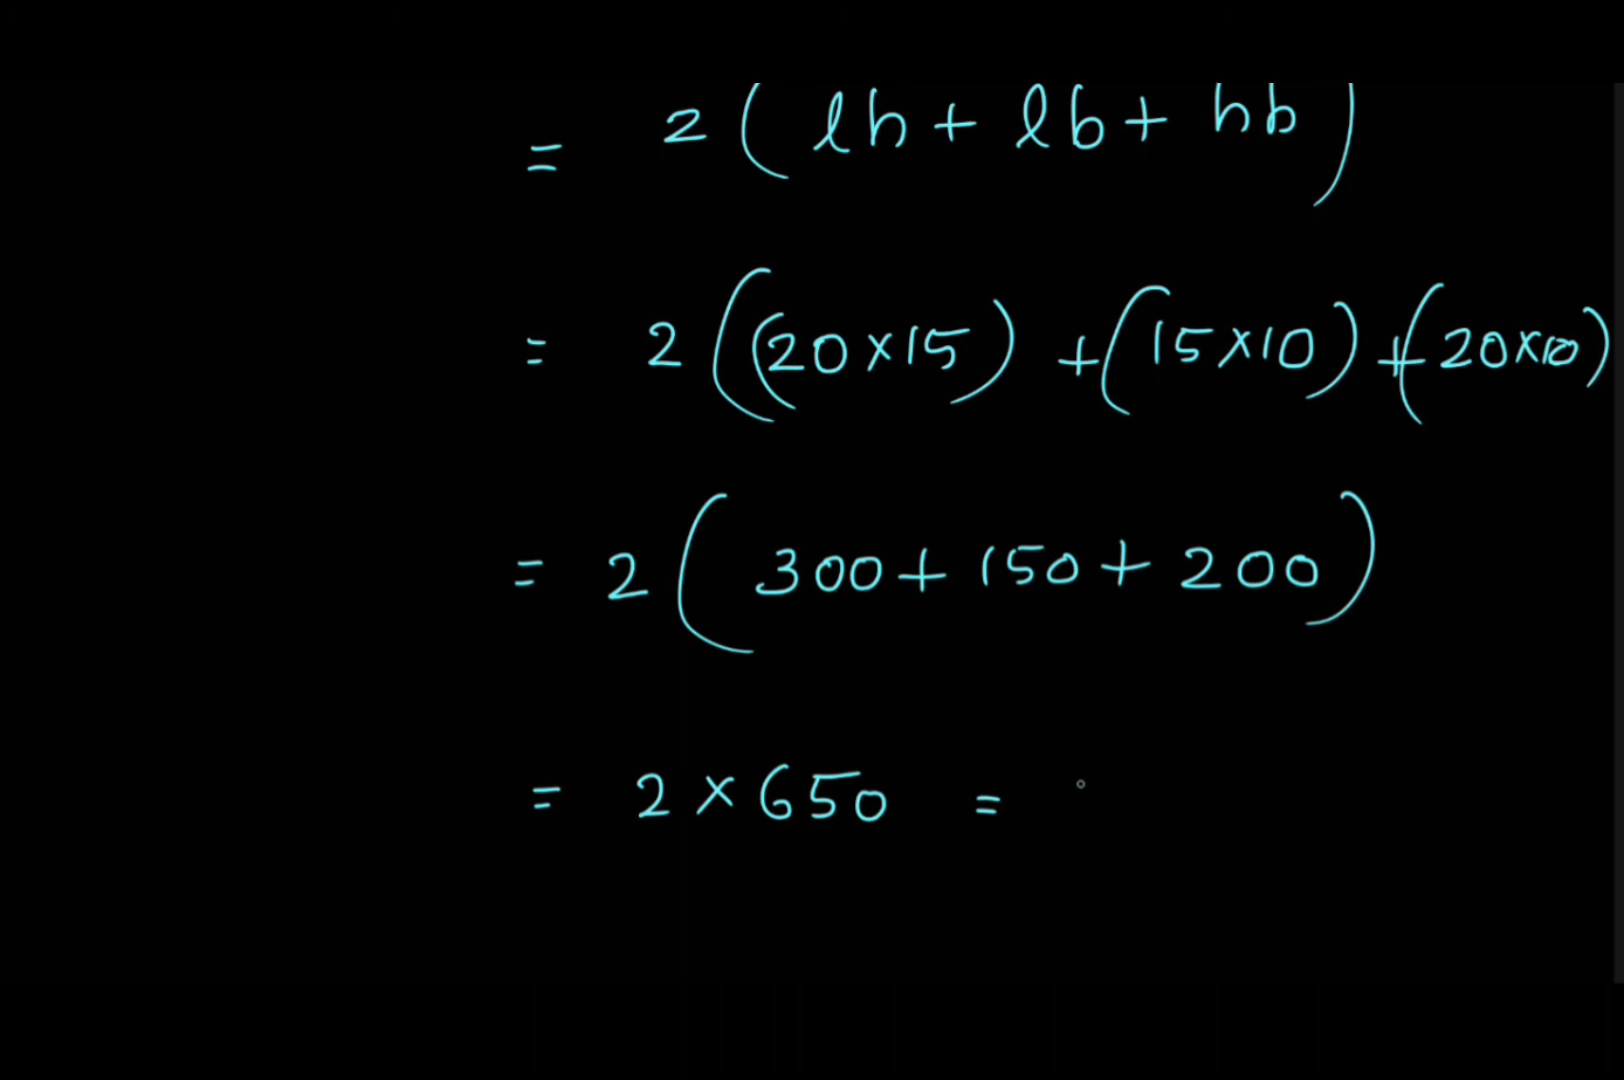 = 2 ( lh + lb + hb )
= 2 ( (20×15) + (15×10) + (20×10)
= 2 ( 300 + 150 + 200 )
= 2 × 650 =